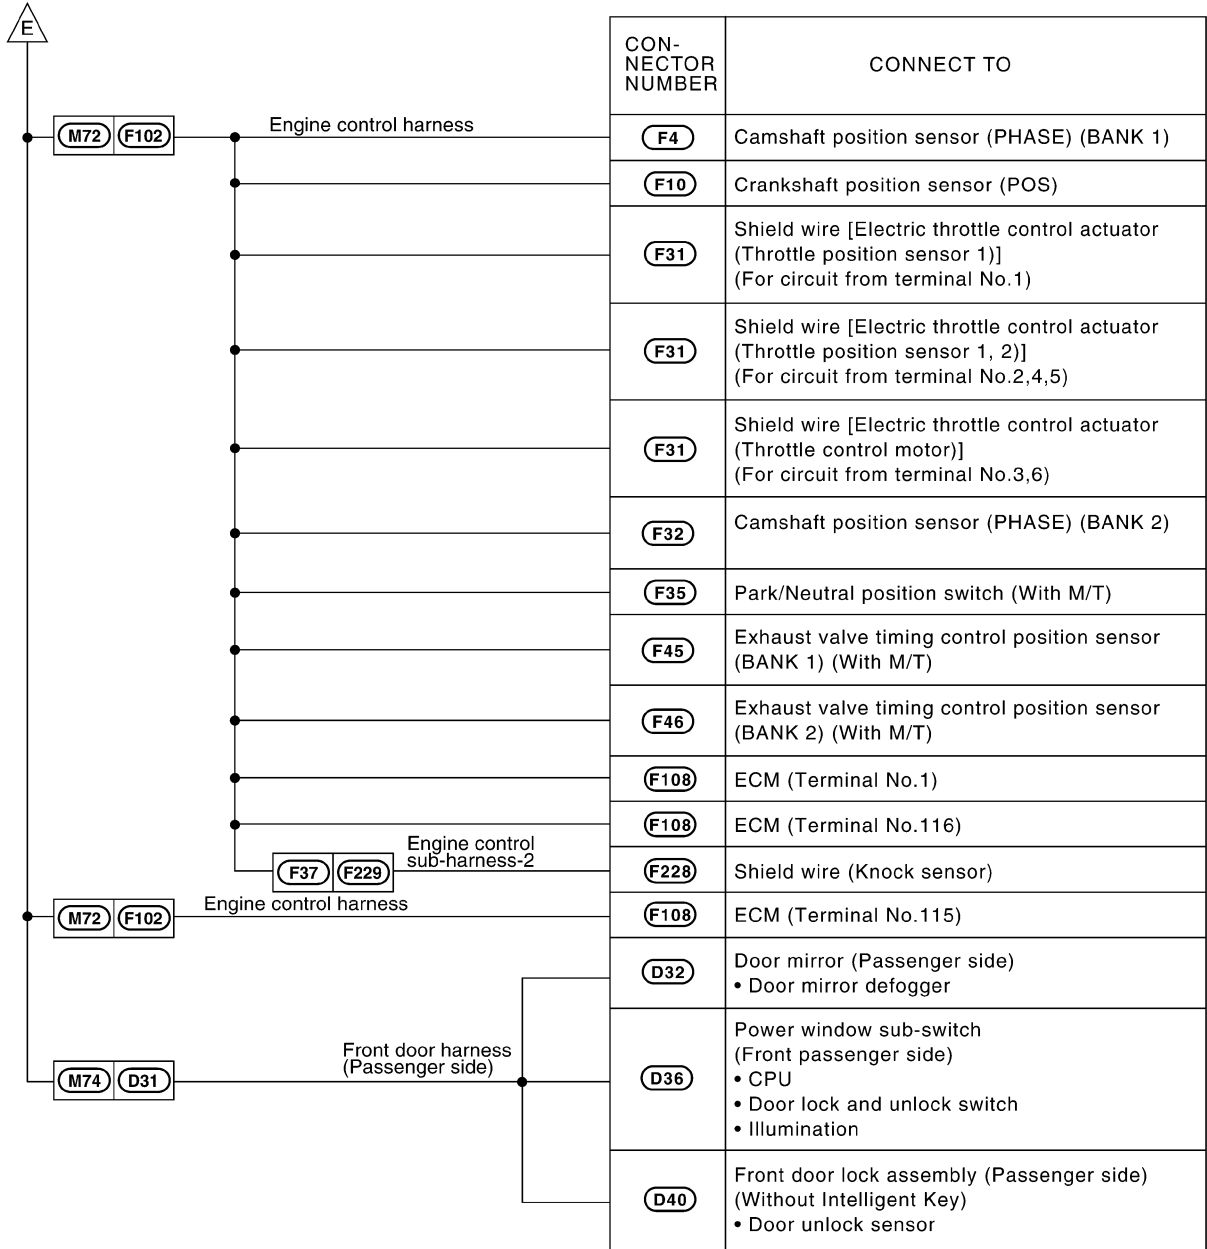 E
CON-
NECTOR
NUMBER
CONNECT TO
M72 F102
Engine control harness
F4
Camshaft position sensor (PHASE) (BANK 1)
F10
Crankshaft position sensor (POS)
F31
Shield wire [Electric throttle control actuator
(Throttle position sensor 1)]
(For circuit from terminal No.1)
F31
Shield wire [Electric throttle control actuator
(Throttle position sensor 1, 2)]
(For circuit from terminal No.2,4,5)
F31
Shield wire [Electric throttle control actuator
(Throttle control motor)]
(For circuit from terminal No.3,6)
F32
Camshaft position sensor (PHASE) (BANK 2)
F35
Park/Neutral position switch (With M/T)
F45
Exhaust valve timing control position sensor
(BANK 1) (With M/T)
F46
Exhaust valve timing control position sensor
(BANK 2) (With M/T)
F108
ECM (Terminal No.1)
F108
ECM (Terminal No.116)
F37 F229
Engine control
sub-harness-2
F228
Shield wire (Knock sensor)
M72 F102
Engine control harness
F108
ECM (Terminal No.115)
D32
Door mirror (Passenger side)
• Door mirror defogger
M74 D31
Front door harness
(Passenger side)
D36
Power window sub-switch
(Front passenger side)
• CPU
• Door lock and unlock switch
• Illumination
D40
Front door lock assembly (Passenger side)
(Without Intelligent Key)
• Door unlock sensor